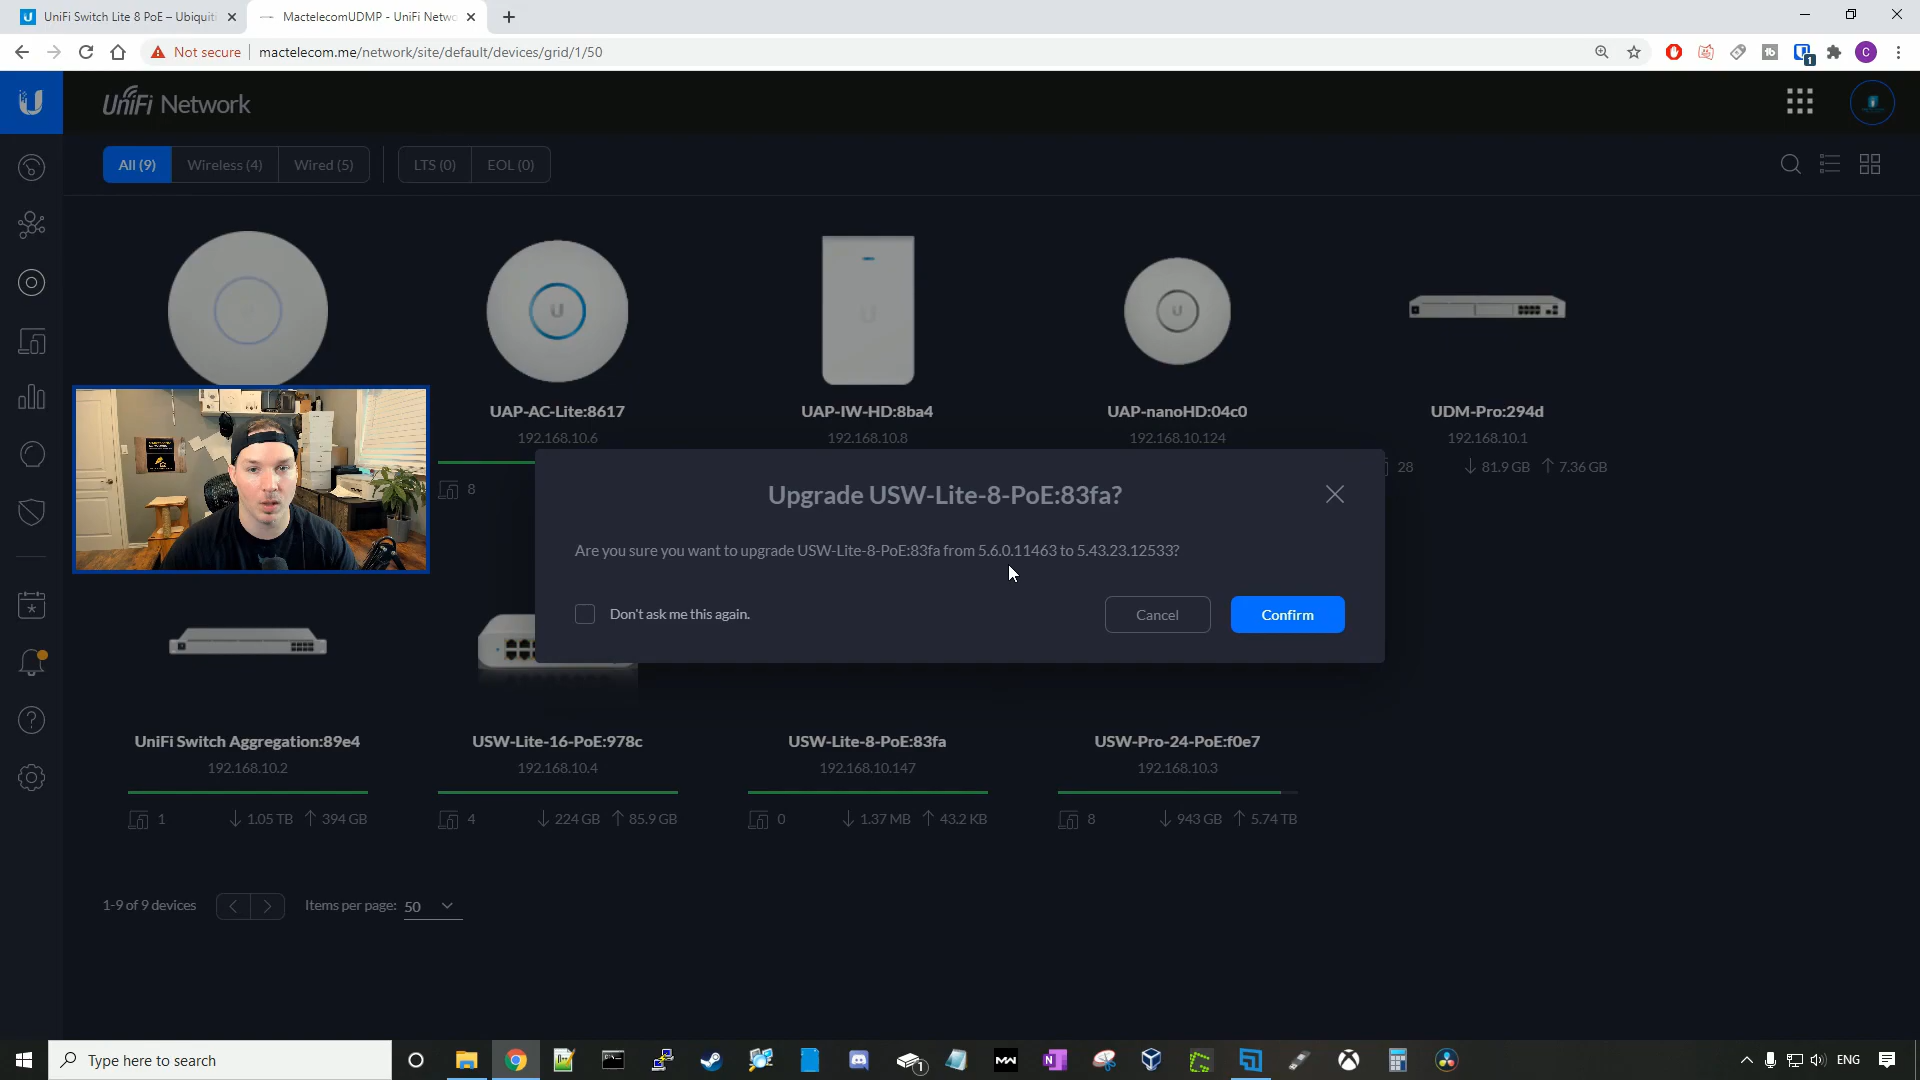 UniFi Switch Lite 8 PoE – Ubiquiti
MactelecomUDMP - UniFi Netwo
Not secure
mactelecom.me/network/site/default/devices/grid/1/50
1
C
UniFi Network
All (9)
Wireless (4)
Wired (5)
LTS (0)
EOL (0)
UAP-AC-Lite:8617
UAP-IW-HD:8ba4
UAP-nanoHD:04c0
UDM-Pro:294d
192.168.10.6
192.168.10.8
192.168.10.124
192.168.10.1
8
28
81.9 GB
7.36 GB
Upgrade USW-Lite-8-PoE:83fa?
Are you sure you want to upgrade USW-Lite-8-PoE:83fa from 5.6.0.11463 to 5.43.23.12533?
Don't ask me this again.
Cancel
Confirm
UniFi Switch Aggregation:89e4
USW-Lite-16-PoE:978c
USW-Lite-8-PoE:83fa
USW-Pro-24-PoE:f0e7
192.168.10.2
192.168.10.4
192.168.10.147
192.168.10.3
1
1.05 TB
394 GB
4
224 GB
85.9 GB
0
1.37 MB
43.2 KB
8
943 GB
5.74 TB
1-9 of 9 devices
Items per page:
50
Type here to search
1
ENG